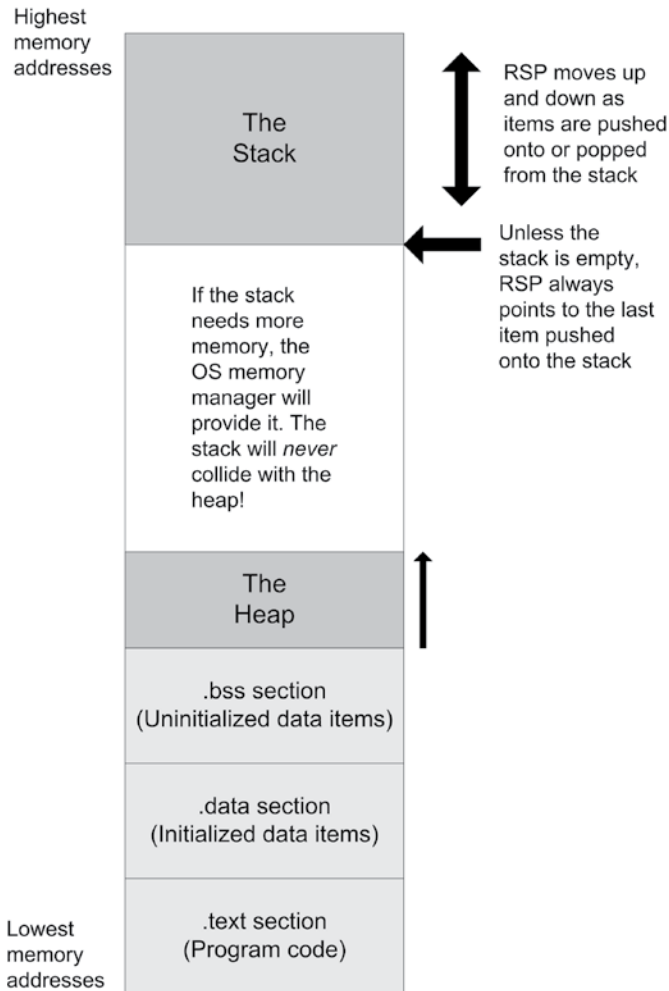 Highest
memory
addresses
The
Stack
RSP moves up
and down as
items are pushed
onto or popped
from the stack
Unless the
stack is empty,
RSP always
points to the last
item pushed
onto the stack
If the stack
needs more
memory, the
OS memory
manager will
provide it. The
stack will never
collide with the
heap!
The
Heap
.bss section
(Uninitialized data items)
.data section
(Initialized data items)
.text section
(Program code)
Lowest
memory
addresses